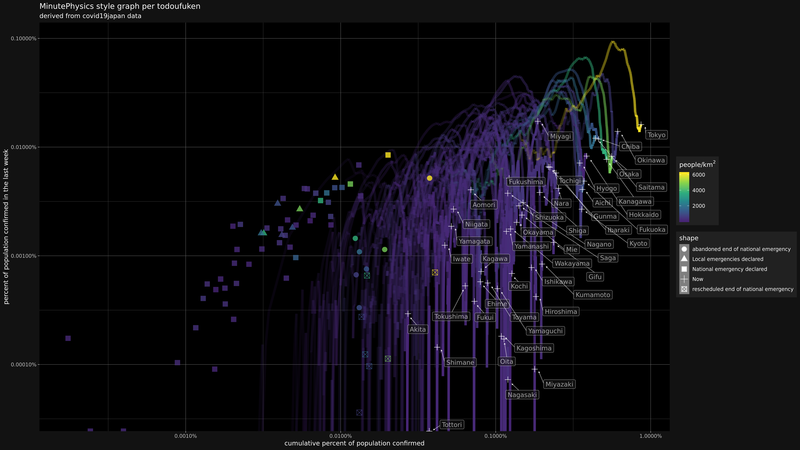 MinutePhysics style graph per todoufuken
derived from covid19japan data
percent of population confirmed in the last week
0.10000%
0.01000%
0.00100%
0.00010%
Tokyo
Miyagi
Chiba
Okinawa
Osaka
Saitama
Tochigi
Fukushima
Hyogo
Kanagawa
Aomori
Nara
Aichi
Hokkaido
Shizuoka
Gunma
Niigata
Okayama
Shiga
Ibaraki
Fukuoka
Yamagata
Yamanashi
Mie
Nagano
Kyoto
Iwate
Kagawa
Wakayama
Saga
Gifu
Kochi
Ishikawa
Kumamoto
Ehime
Tokushima
Fukui
Toyama
Hiroshima
Akita
Yamaguchi
Shimane
Oita
Kagoshima
Nagasaki
Miyazaki
Tottori
0.0010%
0.0100%
0.1000%
1.0000%
cumulative percent of population confirmed
people/km²
6000
4000
2000
shape
abandoned end of national emergency
Local emergencies declared
National emergency declared
Now
rescheduled end of national emergency